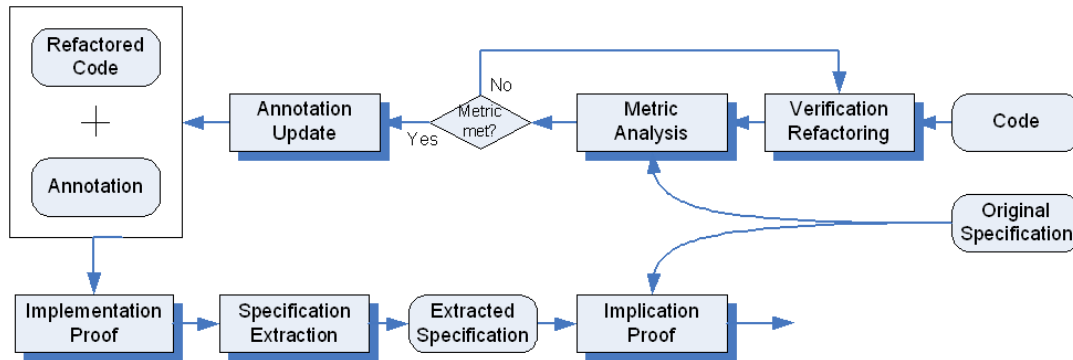 Refactored
Code
Annotation
Annotation
Update
Metric
met?
No
Yes
Metric
Analysis
Verification
Refactoring
Code
Original
Specification
Implementation
Proof
Specification
Extraction
Extracted
Specification
Implication
Proof